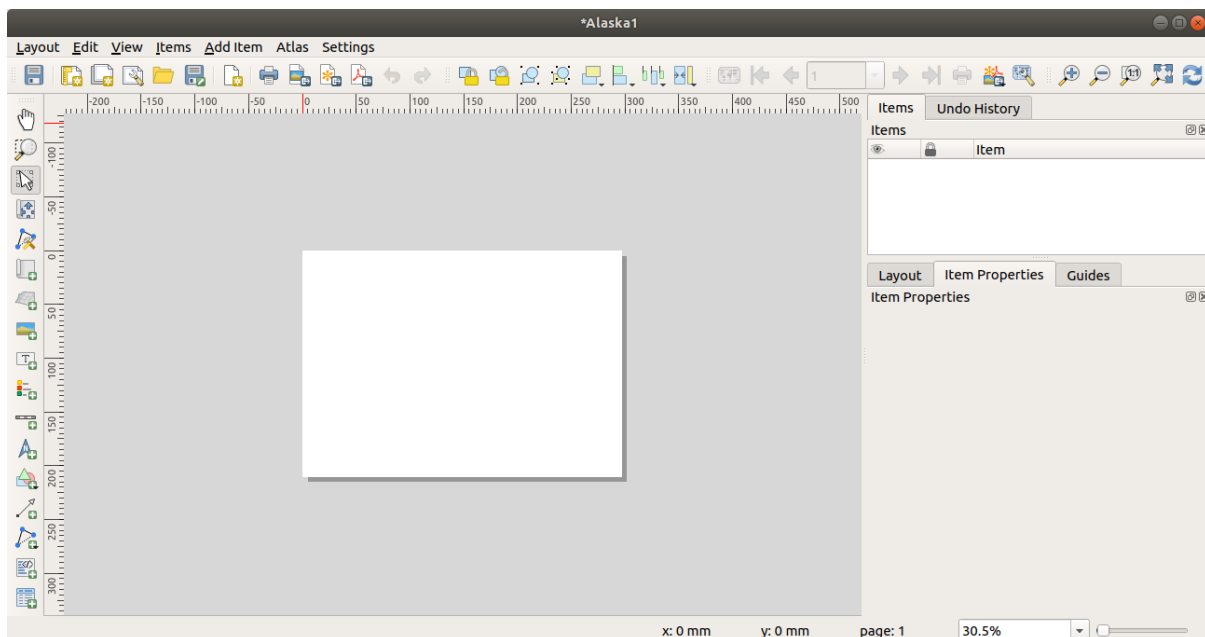 *Alaska1
Layout Edit View Items Add Item Atlas Settings
1:1
1
-200 -150 -100 -50 0 50 100 150 200 250 300 350 400 450 500
Items Undo History
Items
Item
-100
-50
0
50
100
150
200
250
300
Layout Item Properties Guides
Item Properties
T
x: 0 mm y: 0 mm page: 1 30.5%